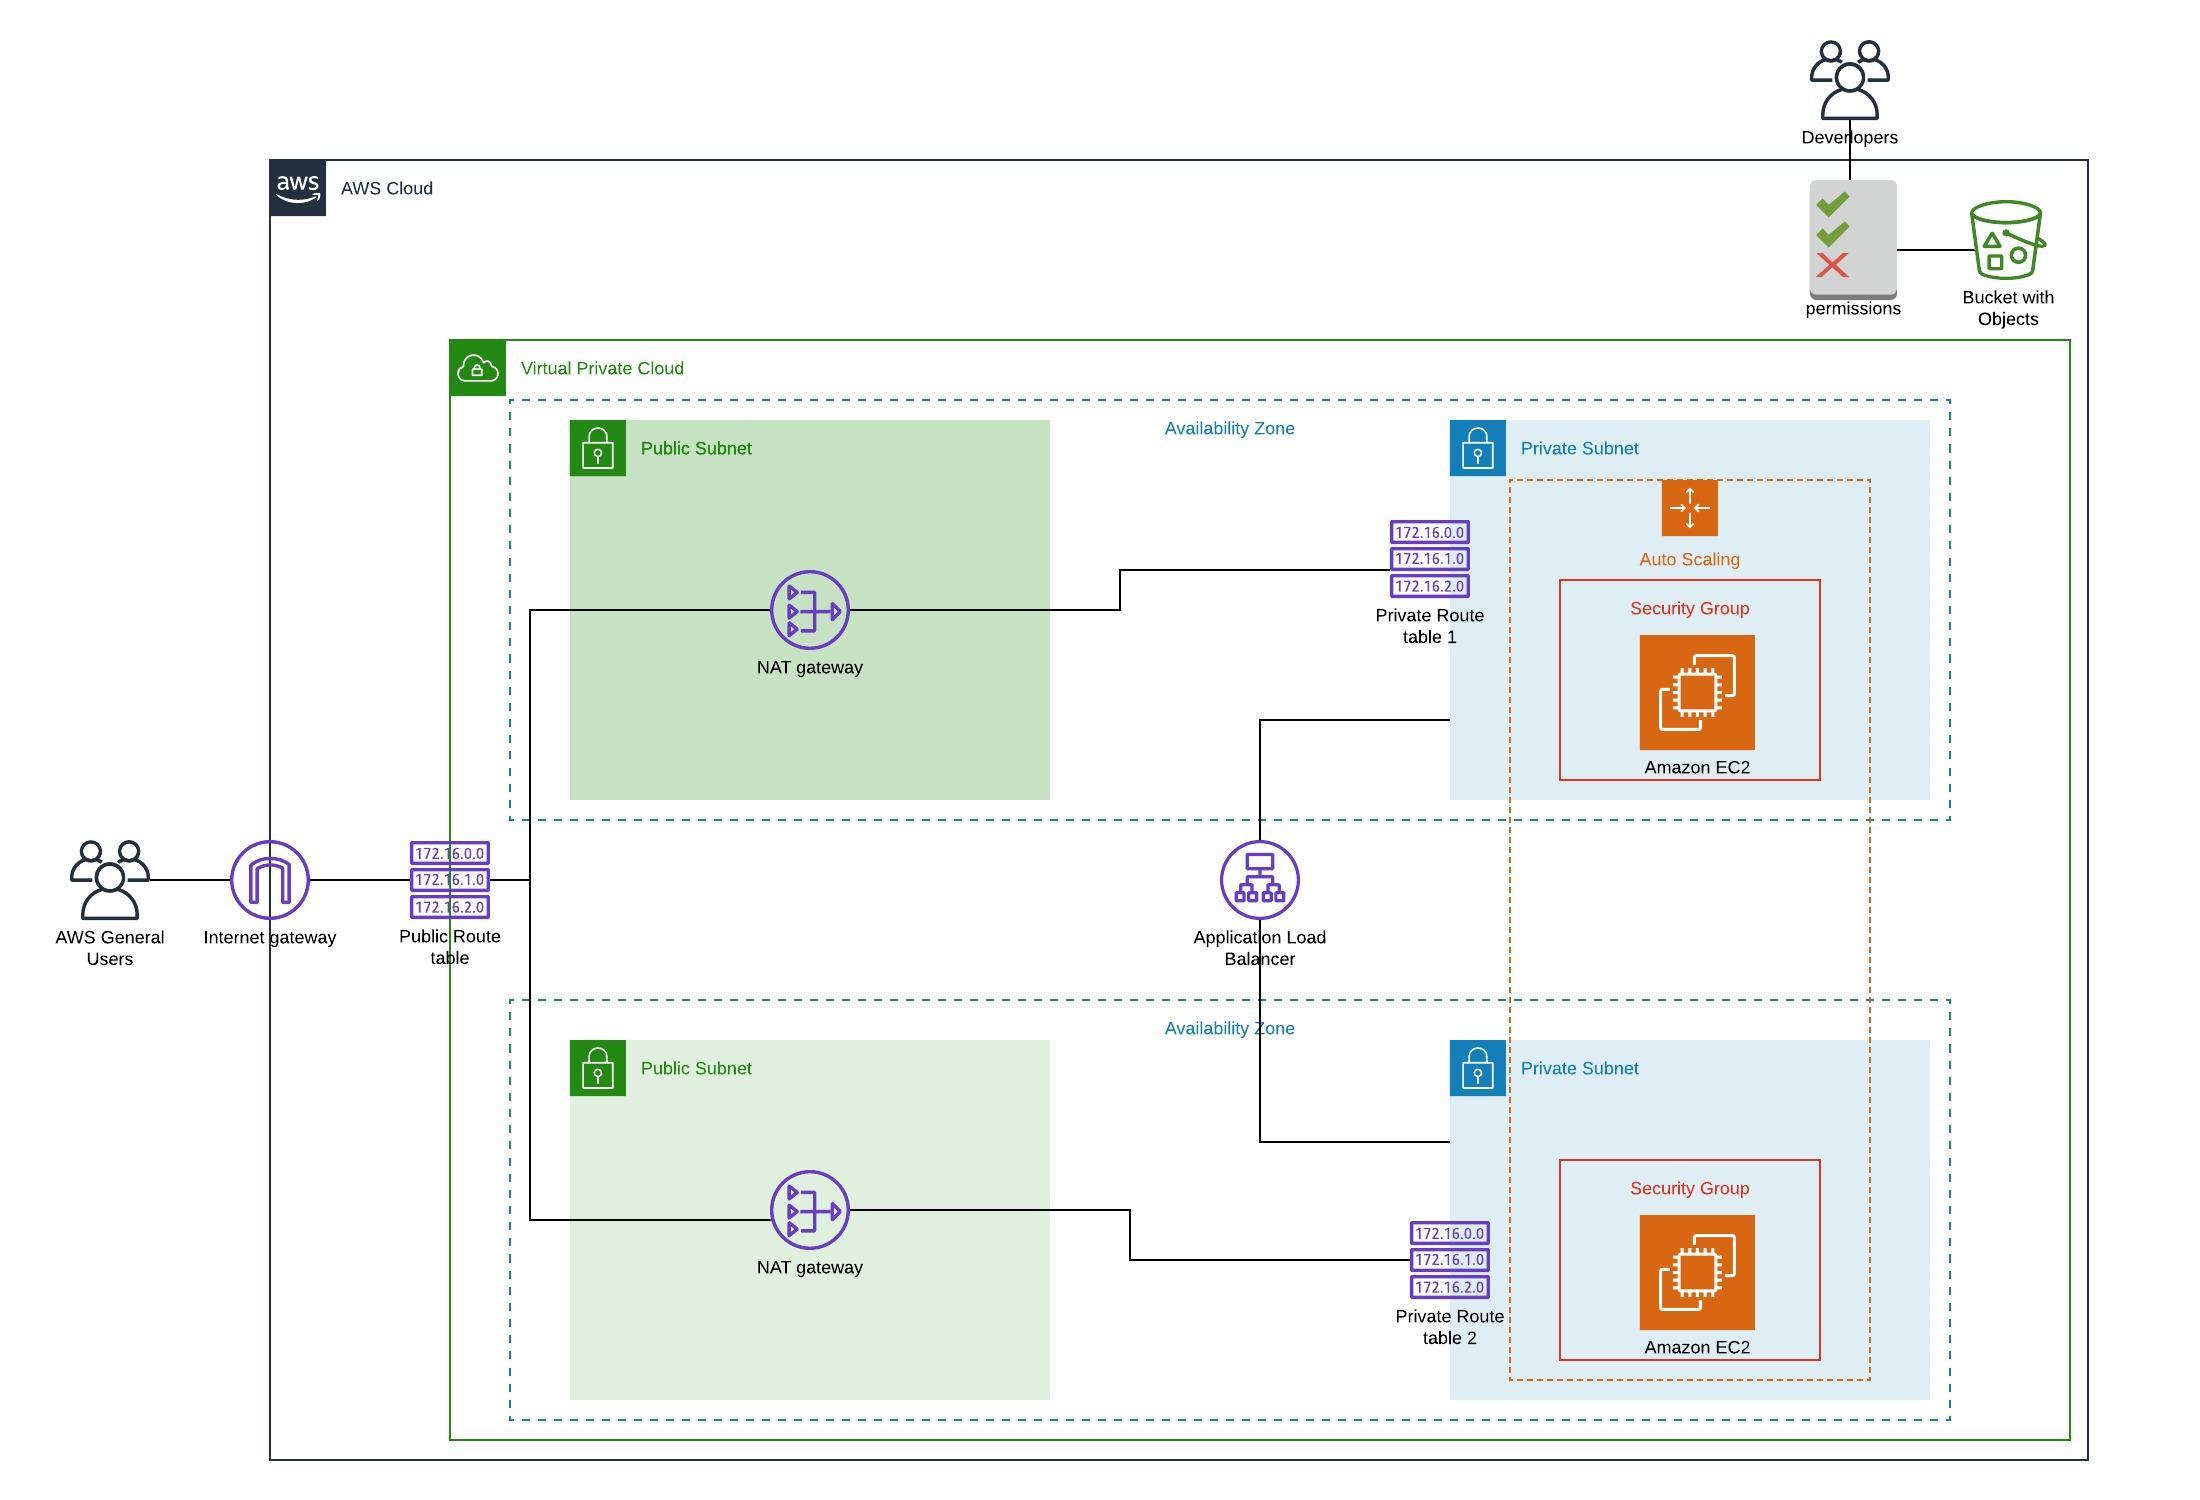 Developers
aws
AWS Cloud
permissions
Bucket with
Objects
Virtual Private Cloud
Availability Zone
Public Subnet
Private Subnet
172.16.0.0
172.16.1.0
172.16.2.0
Private Route
table 1
Auto Scaling
Security Group
Amazon EC2
NAT gateway
AWS General
Users
Internet gateway
172.16.0.0
172.16.1.0
172.16.2.0
Public Route
table
Application Load
Balancer
Availability Zone
Public Subnet
Private Subnet
NAT gateway
172.16.0.0
172.16.1.0
172.16.2.0
Private Route
table 2
Security Group
Amazon EC2